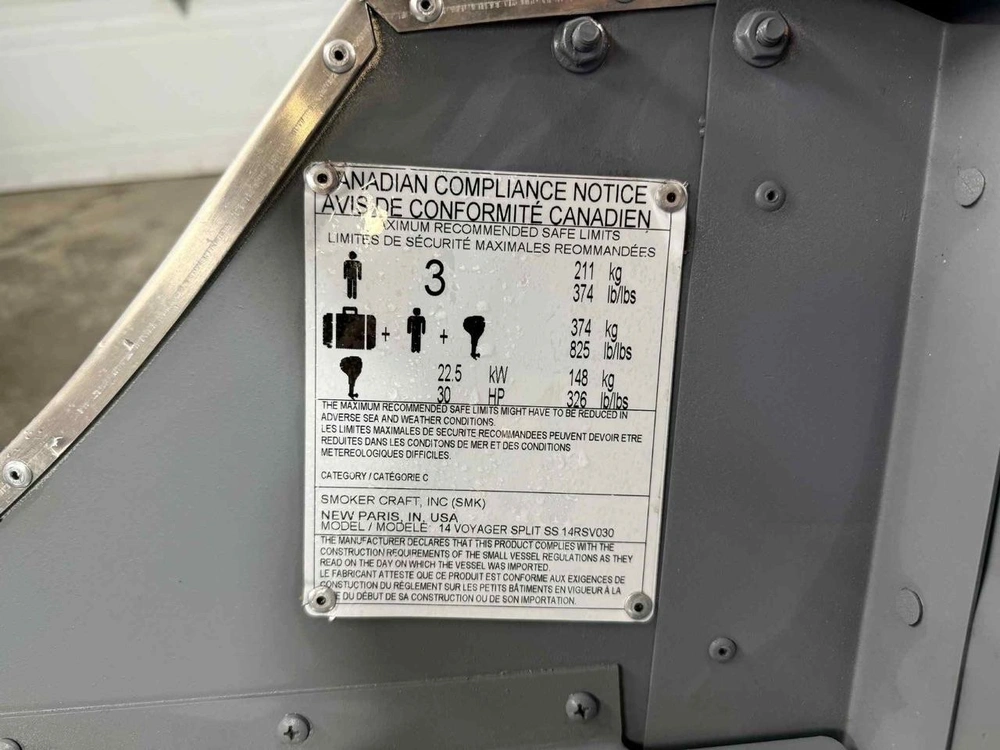 ANADIAN COMPLIANCE NOTICE
AVIS DE CONFORMITÉ CANADIEN
MAXIMUM RECOMMENDED SAFE LIMITS
LIMITES DE SÉCURITÉ MAXIMALES RECOMMANDÉES
3 211 kg
374 lb/lbs
+ + 374 kg
825 lb/lbs
22.5 kW 148 kg
30 HP 326 lb/lbs
THE MAXIMUM RECOMMENDED SAFE LIMITS MIGHT HAVE TO BE REDUCED IN
ADVERSE SEA AND WEATHER CONDITIONS.
LES LIMITES MAXIMALES DE SECURITE RECOMMANDEES PEUVENT DEVOIR ETRE
REDUITES DANS LES CONDITONS DE MER ET DES CONDITIONS
METEREOLOGIQUES DIFFICILES.
CATEGORY / CATÉGORIE C
SMOKER CRAFT, INC (SMK)
NEW PARIS, IN, USA
MODEL / MODELÈ: 14 VOYAGER SPLIT SS 14RSV030
THE MANUFACTURER DECLARES THAT THIS PRODUCT COMPLIES WITH THE
CONSTRUCTION REQUIREMENTS OF THE SMALL VESSEL REGULATIONS AS THEY
READ ON THE DAY ON WHICH THE VESSEL WAS IMPORTED.
LE FABRICANT ATTESTE QUE CE PRODUIT EST CONFORME AUX EXIGENCES DE
CONSTUCTION DU RÈGLEMENT SUR LES PETITS BÂTIMENTS EN VIGUEUR À LA
E DU DÉBUT DE SA CONSTRUCTION OU DE SON IMPORTATION.